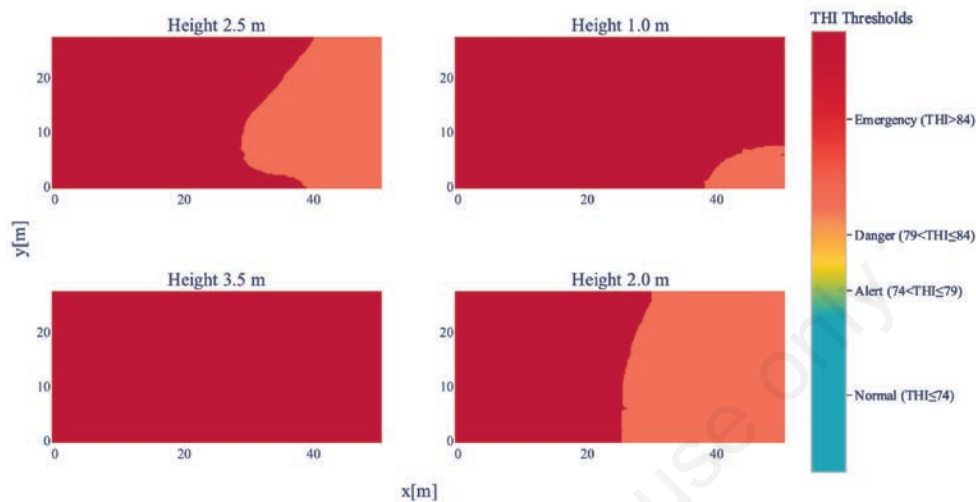 Height 2.5 m
Height 1.0 m
THI Thresholds
20
10
0
0 20 40
20
10
0
0 20 40
Emergency (THI>84)
Danger (79<THI≤84)
Alert (74<THI≤79)
Normal (THI≤74)
y[m]
Height 3.5 m
Height 2.0 m
20
10
0
0 20 40
20
10
0
0 20 40
x[m]
use only